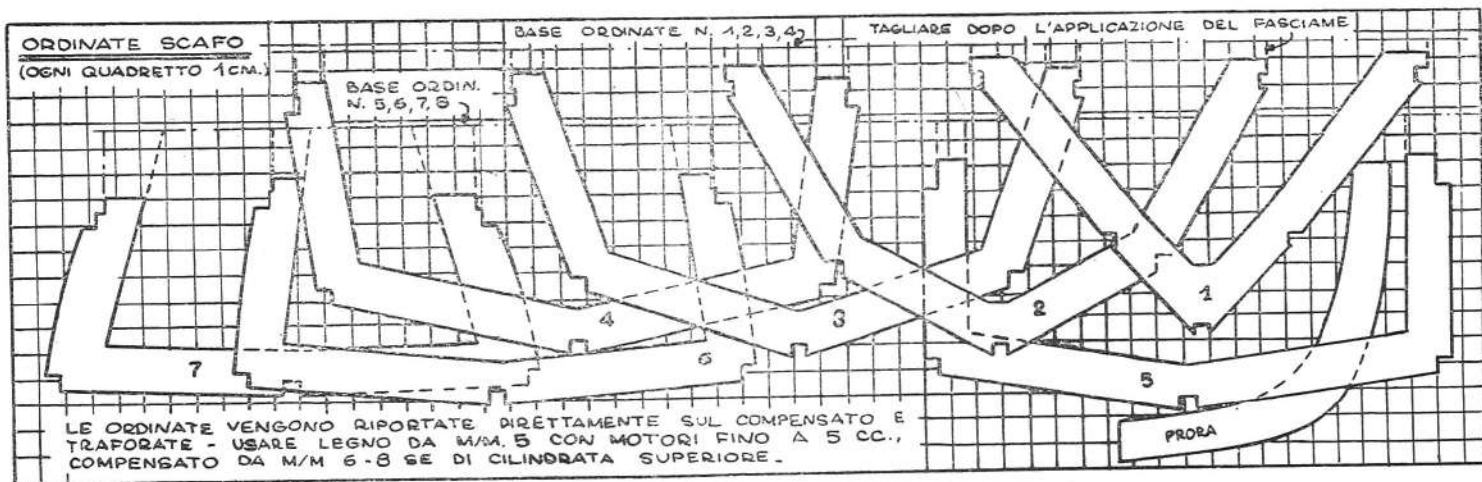 ORDINATE SCAFO
(OGNI QUADRETTO 1 CM.)
BASE ORDINATE N. 1,2,3,4
TAGLIARE DOPO L'APPLICAZIONE DEL FASCIAME
BASE ORDIN.
N. 5,6,7,8
7
4
6
3
2
1
5
PRORA
LE ORDINATE VENGONO RIPORTATE DIRETTAMENTE SUL COMPENSATO E
TRAFORATE - USARE LEGNO DA M/M. 5 CON MOTORI FINO A 5 CC.,
COMPENSATO DA M/M 6-8 SE DI CILINDRATA SUPERIORE.